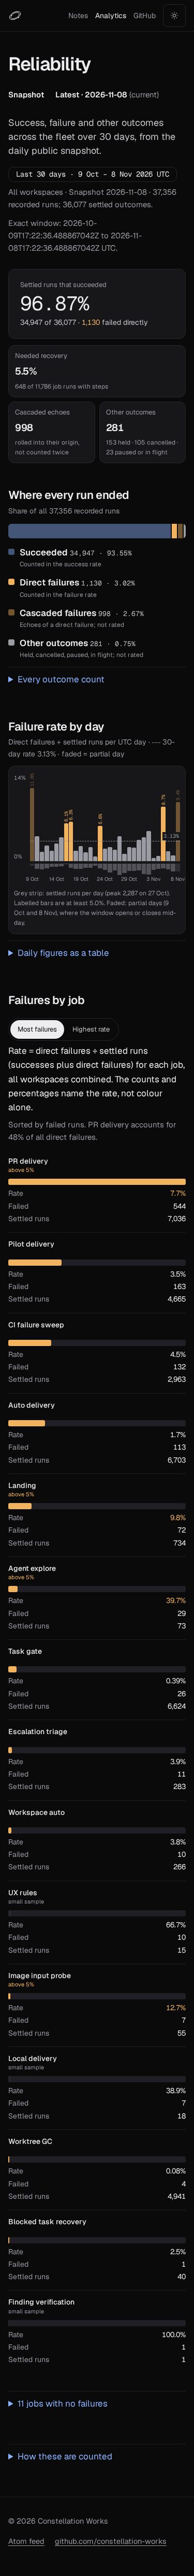 Notes Analytics GitHub
Reliability
Snapshot Latest · 2026-11-08 (current)
Success, failure and other outcomes
across the fleet over 30 days, from the
daily public snapshot.
Last 30 days · 9 Oct – 8 Nov 2026 UTC
All workspaces · Snapshot 2026-11-08 · 37,356
recorded runs; 36,077 settled outcomes.
Exact window: 2026-10-
09T17:22:36.488867042Z to 2026-11-
08T17:22:36.488867042Z UTC.
Settled runs that succeeded
96.87%
34,947 of 36,077 · 1,130 failed directly
Needed recovery
5.5%
648 of 11,786 job runs with steps
Cascaded echoes
998
rolled into their origin,
not counted twice
Other outcomes
281
153 held · 105 cancelled ·
23 paused or in flight
Where every run ended
Share of all 37,356 recorded runs
Succeeded 34,947 · 93.55%
Counted in the success rate
Direct failures 1,130 · 3.02%
Counted in the failure rate
Cascaded failures 998 · 2.67%
Echoes of a direct failure; not rated
Other outcomes 281 · 0.75%
Held, cancelled, paused, in flight; not rated
Every outcome count
Failure rate by day
Direct failures ÷ settled runs per UTC day · --- 30-
day rate 3.13% · faded = partial day
14%
3.13%
0%
9 Oct 14 Oct 19 Oct 24 Oct 29 Oct 3 Nov 8 Nov
Grey strip: settled runs per day (peak 2,287 on 27 Oct).
Labelled bars are at least 5.0%. Faded: partial days (9
Oct and 8 Nov), where the window opens or closes mid-
day.
Daily figures as a table
Failures by job
Most failures Highest rate
Rate = direct failures ÷ settled runs
(successes plus direct failures) for each job,
all workspaces combined. The counts and
percentages name the rate, not colour
alone.
Sorted by failed runs. PR delivery accounts for
48% of all direct failures.
PR delivery
above 5%
Rate 7.7%
Failed 544
Settled runs 7,036
Pilot delivery
Rate 3.5%
Failed 163
Settled runs 4,665
CI failure sweep
Rate 4.5%
Failed 132
Settled runs 2,963
Auto delivery
Rate 1.7%
Failed 113
Settled runs 6,703
Landing
above 5%
Rate 9.8%
Failed 72
Settled runs 734
Agent explore
above 5%
Rate 39.7%
Failed 29
Settled runs 73
Task gate
Rate 0.39%
Failed 26
Settled runs 6,624
Escalation triage
Rate 3.9%
Failed 11
Settled runs 283
Workspace auto
Rate 3.8%
Failed 10
Settled runs 266
UX rules
small sample
Rate 66.7%
Failed 10
Settled runs 15
Image input probe
above 5%
Rate 12.7%
Failed 7
Settled runs 55
Local delivery
small sample
Rate 38.9%
Failed 7
Settled runs 18
Worktree GC
Rate 0.08%
Failed 4
Settled runs 4,941
Blocked task recovery
Rate 2.5%
Failed 1
Settled runs 40
Finding verification
small sample
Rate 100.0%
Failed 1
Settled runs 1
11 jobs with no failures
How these are counted
© 2026 Constellation Works
Atom feed github.com/constellation-works